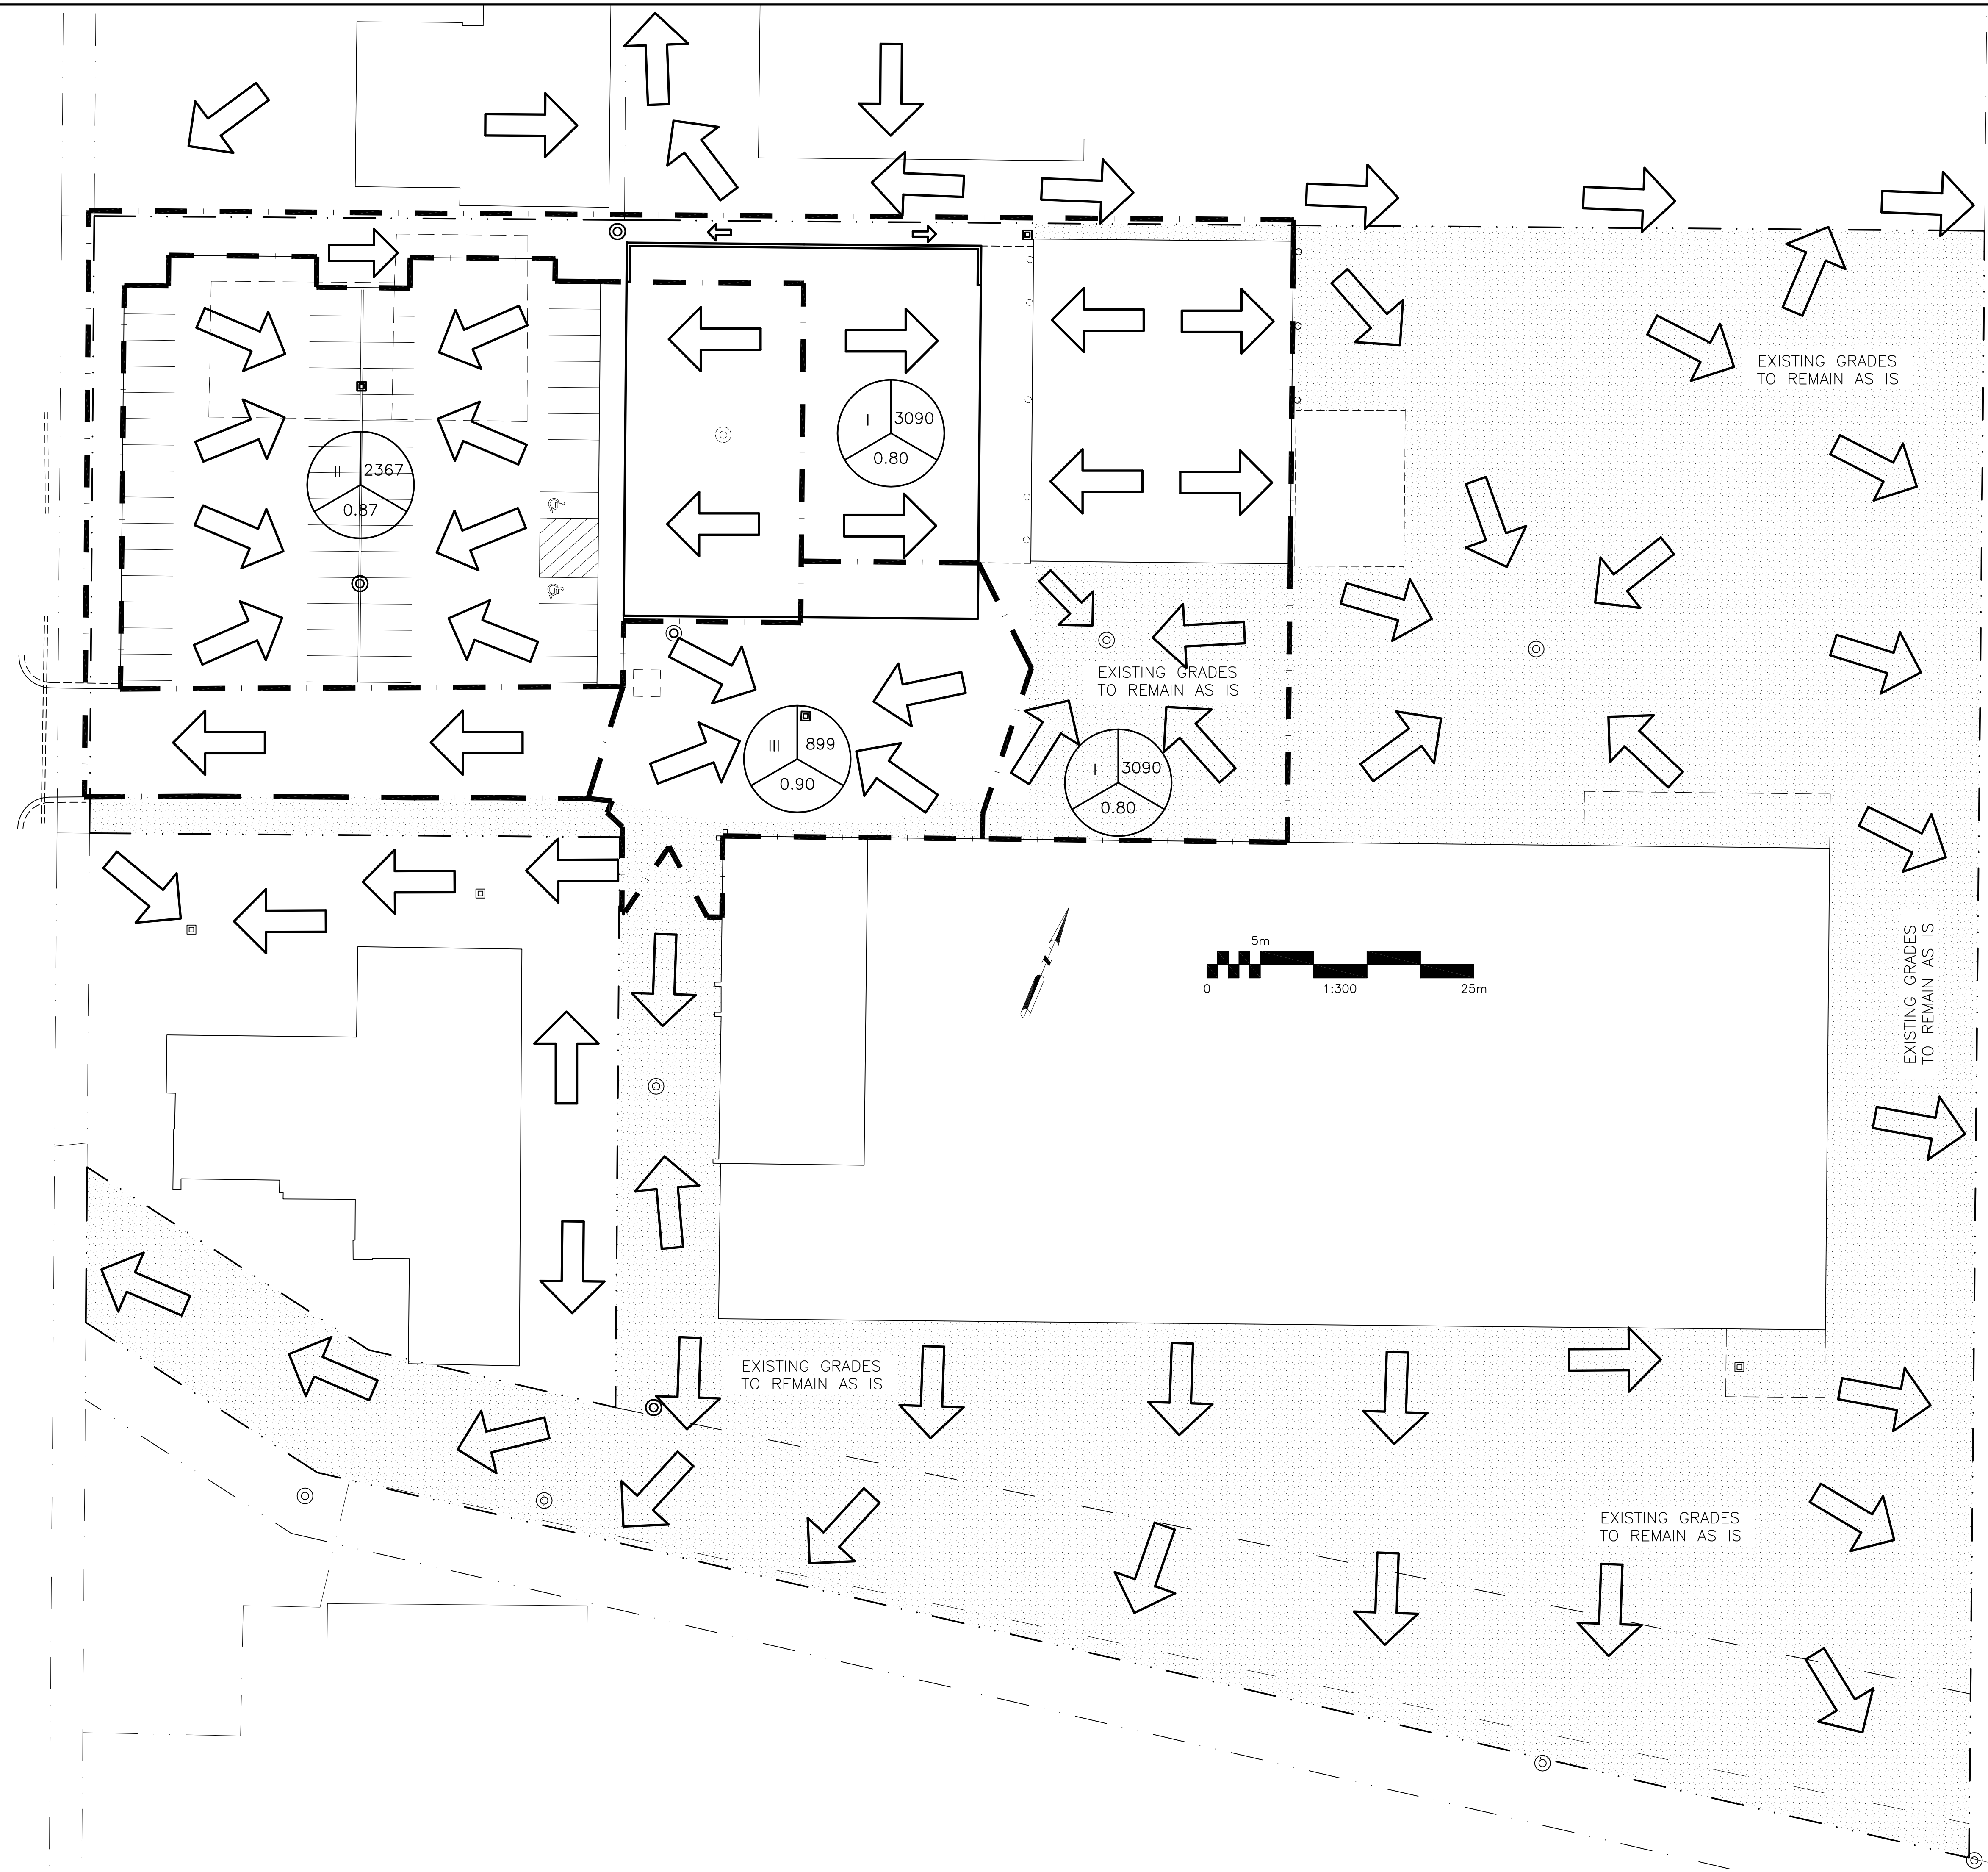 EXISTING GRADES
TO REMAIN AS IS
I
3090
0.80
II
2367
0.87
EXISTING GRADES
TO REMAIN AS IS
III
899
0.90
I
3090
0.80
5m
0
1:300
25m
EXISTING GRADES
TO REMAIN AS IS
EXISTING GRADES
TO REMAIN AS IS
EXISTING GRADES
TO REMAIN AS IS